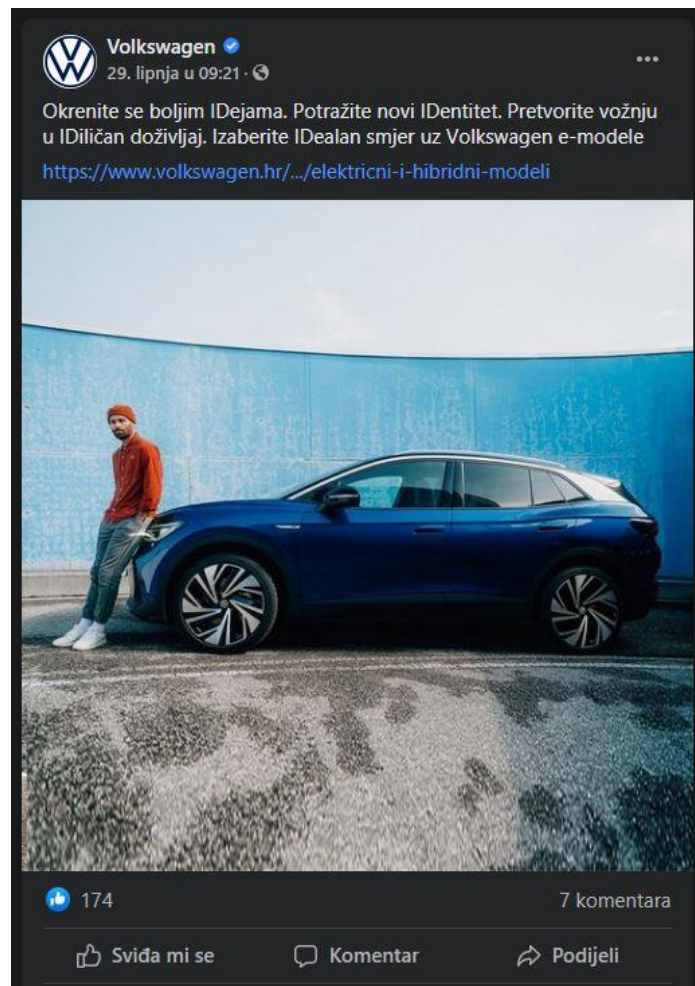 Volkswagen
29. lipnja u 09:21 ·
Okrenite se boljim IDejama. Potražite novi IDentitet. Pretvorite vožnju
u IDiličan doživljaj. Izaberite IDealan smjer uz Volkswagen e-modele
https://www.volkswagen.hr/.../elektricni-i-hibridni-modeli
174
7 komentara
Sviđa mi se
Komentar
Podijeli